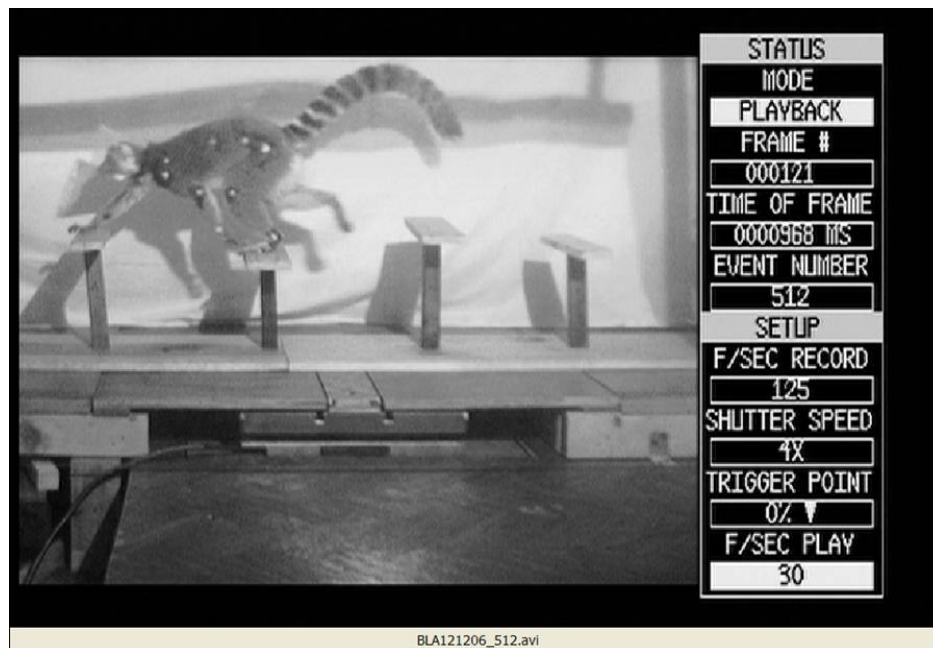 STATUS
MODE
PLAYBACK
FRAME #
000121
TIME OF FRAME
0000968 MS
EVENT NUMBER
512
SETUP
F/SEC RECORD
125
SHUTTER SPEED
4X
TRIGGER POINT
0% ▼
F/SEC PLAY
30
BLA121206_512.avi